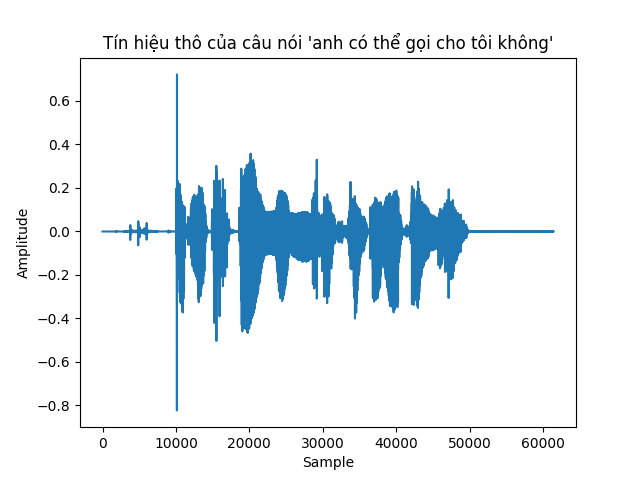 Tín hiệu thô của câu nói 'anh có thể gọi cho tôi không'
Amplitude
0.6
0.4
0.2
0.0
−0.2
−0.4
−0.6
−0.8
0 10000 20000 30000 40000 50000 60000
Sample